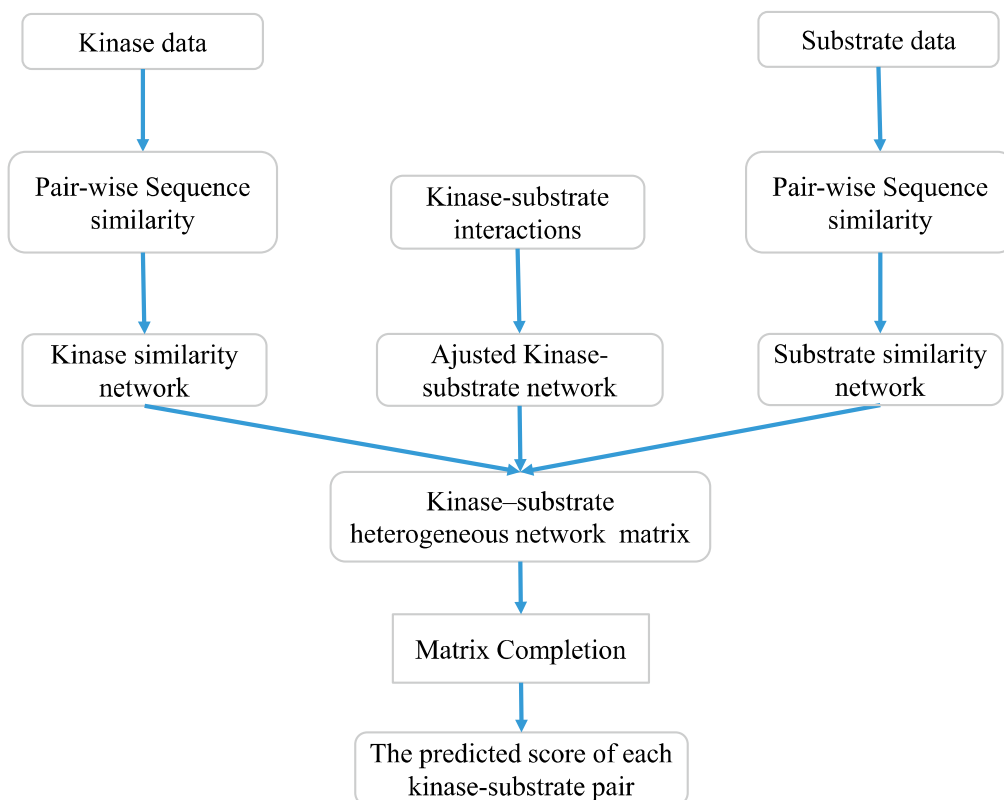 Kinase data
Substrate data
Pair-wise Sequence
similarity
Kinase-substrate
interactions
Pair-wise Sequence
similarity
Kinase similarity
network
Ajusted Kinase-
substrate network
Substrate similarity
network
Kinase–substrate
heterogeneous network matrix
Matrix Completion
The predicted score of each
kinase-substrate pair